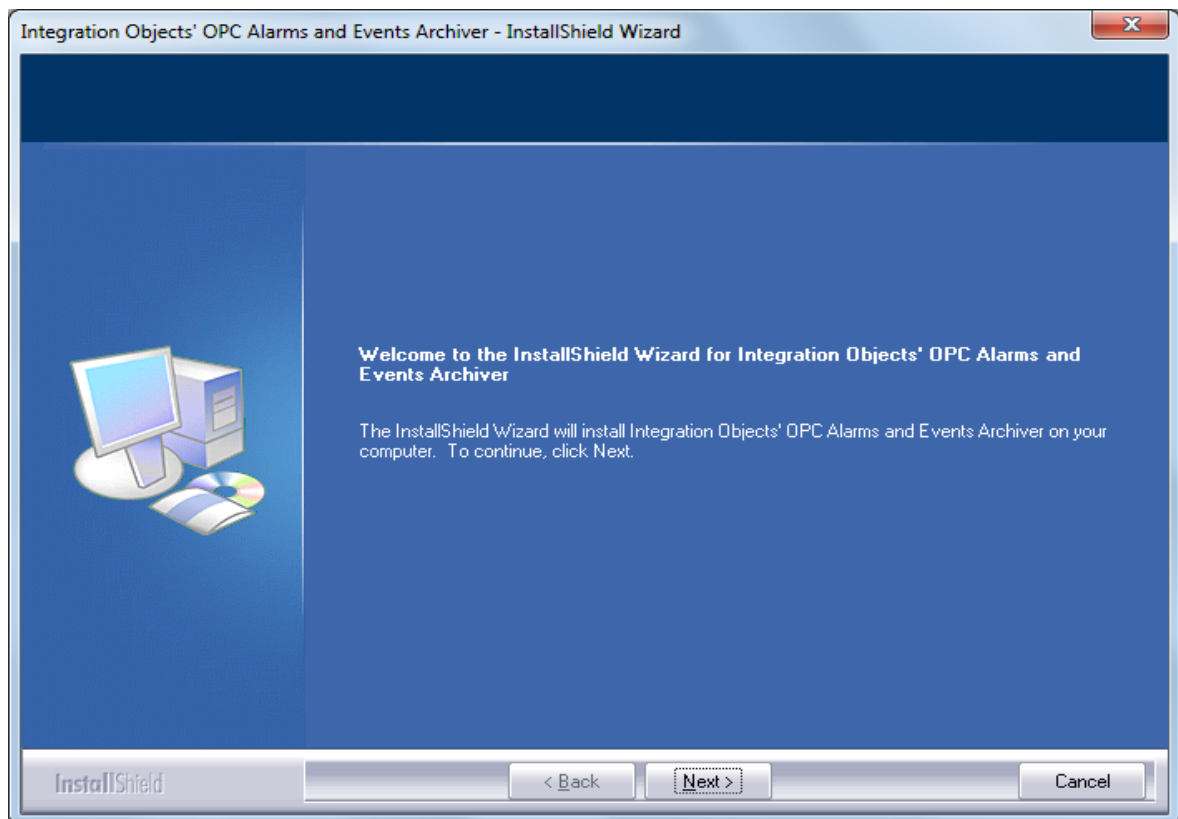 Integration Objects' OPC Alarms and Events Archiver - InstallShield Wizard
Welcome to the InstallShield Wizard for Integration Objects' OPC Alarms and
Events Archiver
The InstallShield Wizard will install Integration Objects' OPC Alarms and Events Archiver on your
computer. To continue, click Next.
InstallShield
< Back
Next >
Cancel